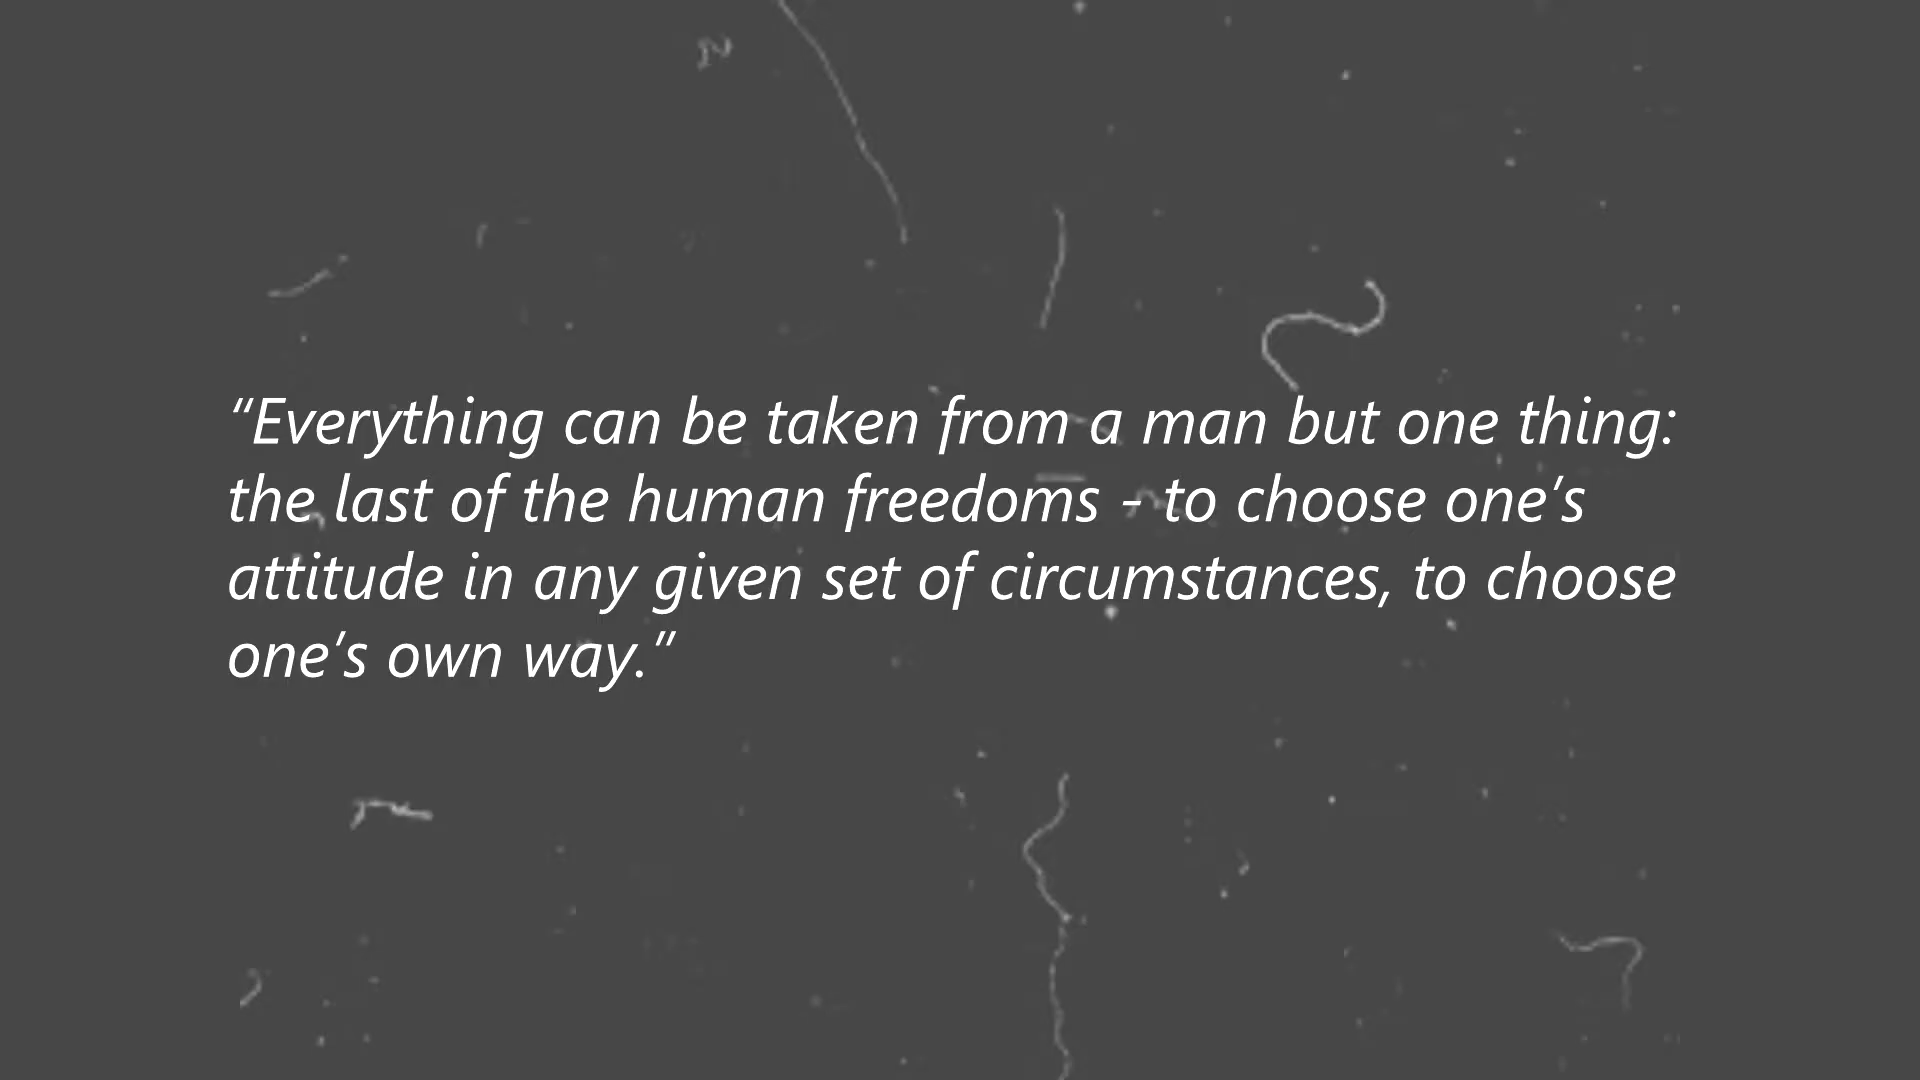 “Everything can be taken from a man but one thing:
the last of the human freedoms - to choose one’s
attitude in any given set of circumstances, to choose
one’s own way.”